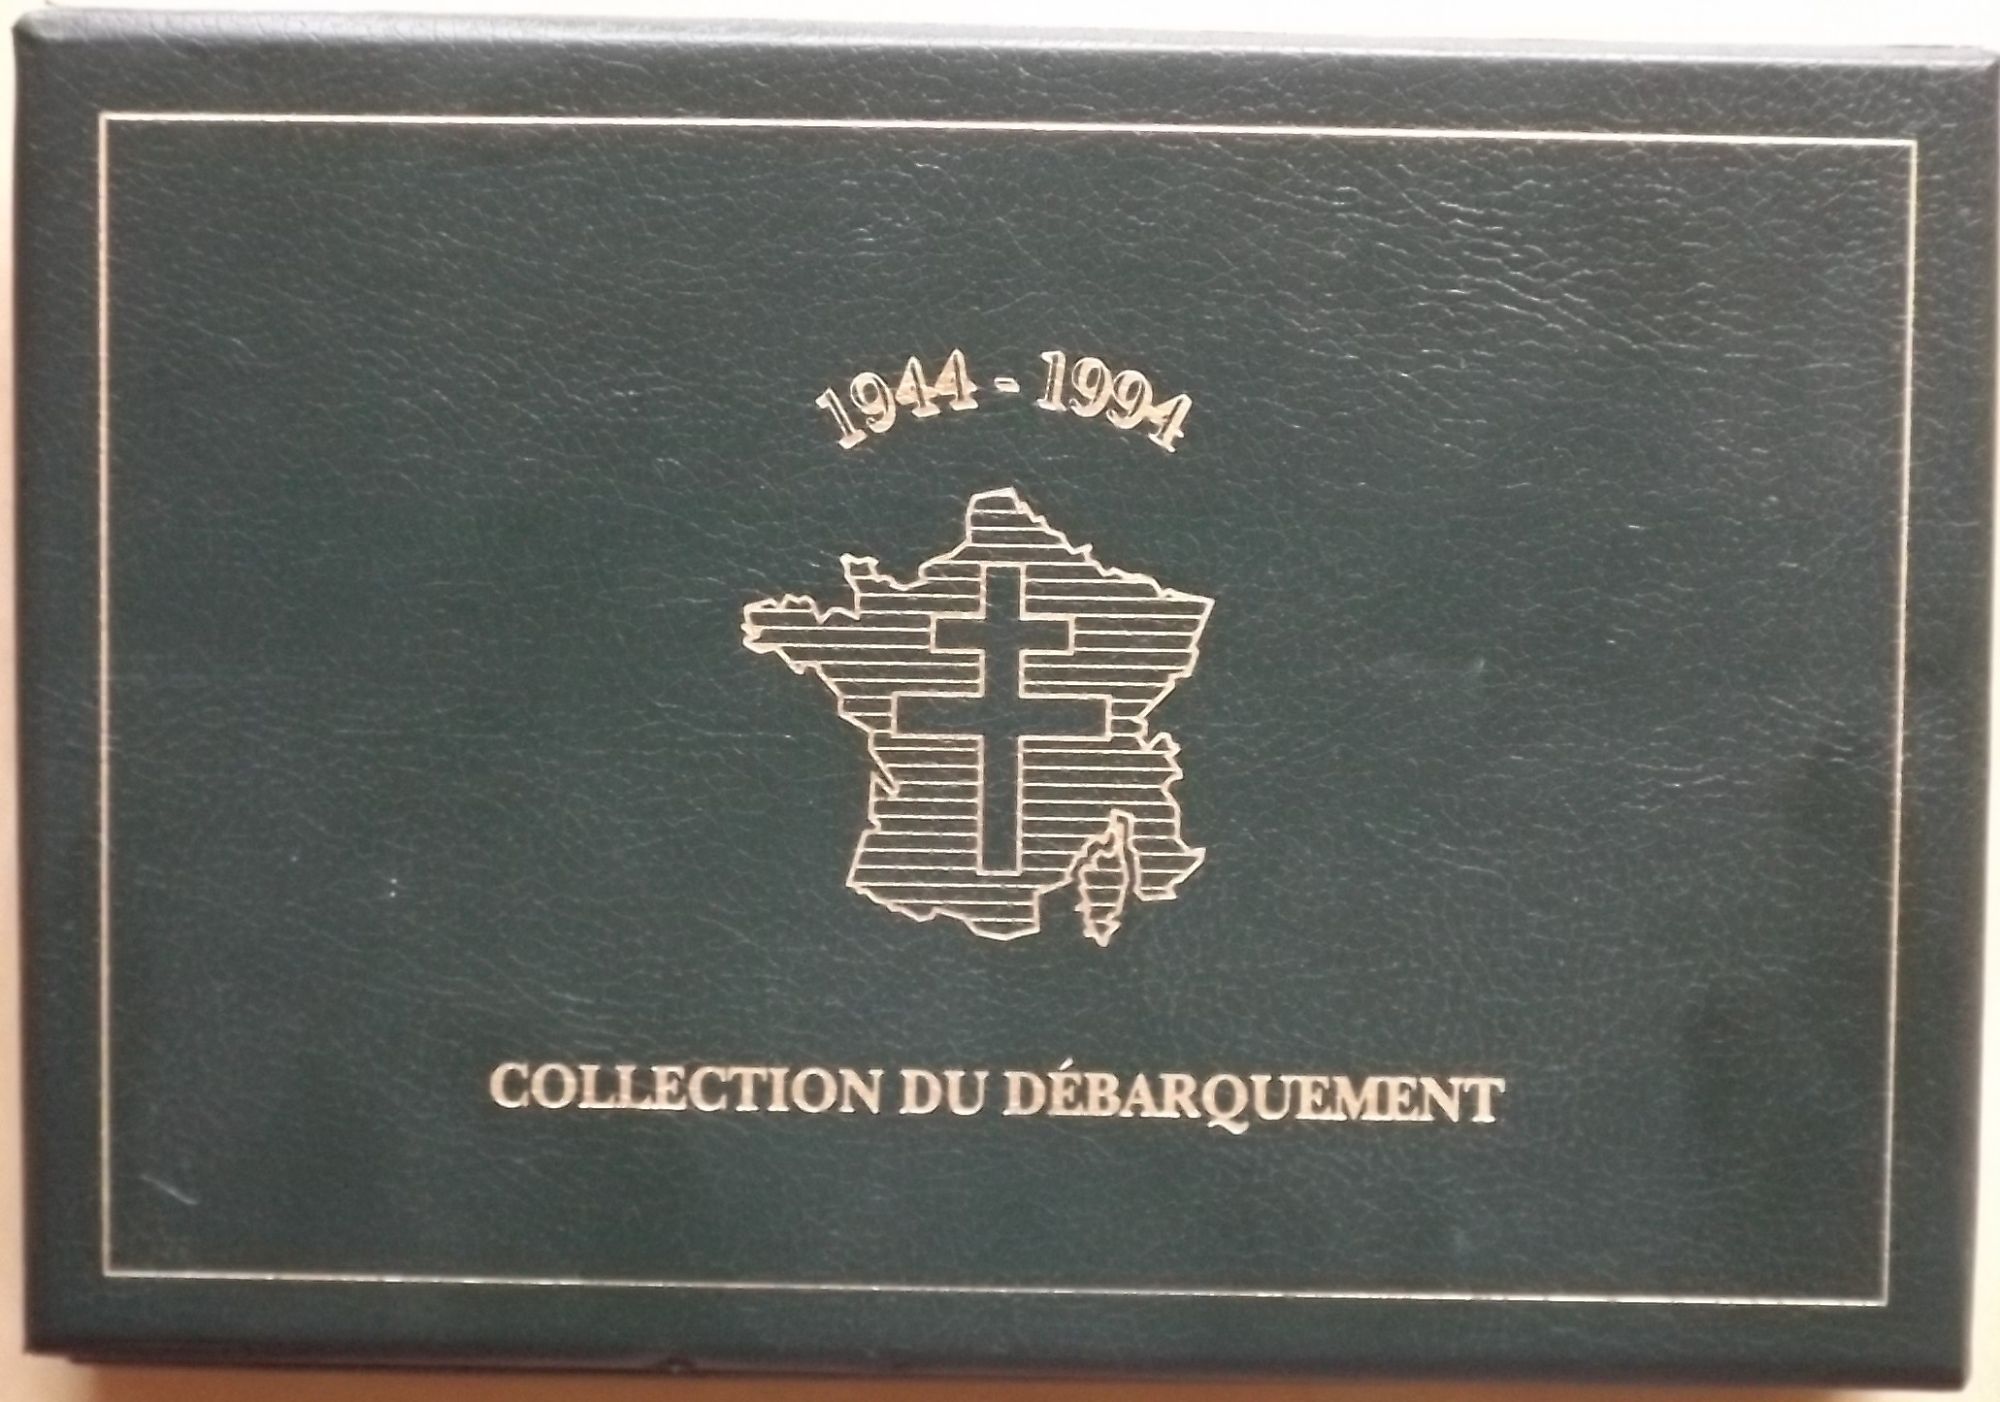 1944 - 1994
COLLECTION DU DÉBARQUEMENT